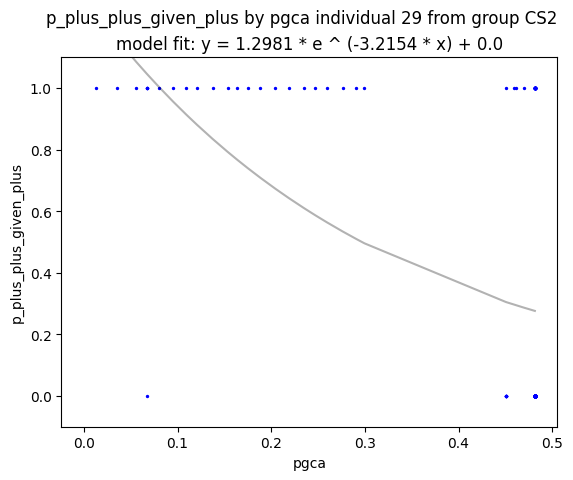 p_plus_plus_given_plus by pgca individual 29 from group CS2
model fit: y = 1.2981 * e ^ (-3.2154 * x) + 0.0
1.0
0.8
0.6
0.4
0.2
0.0
p_plus_plus_given_plus
0.0 0.1 0.2 0.3 0.4 0.5
pgca